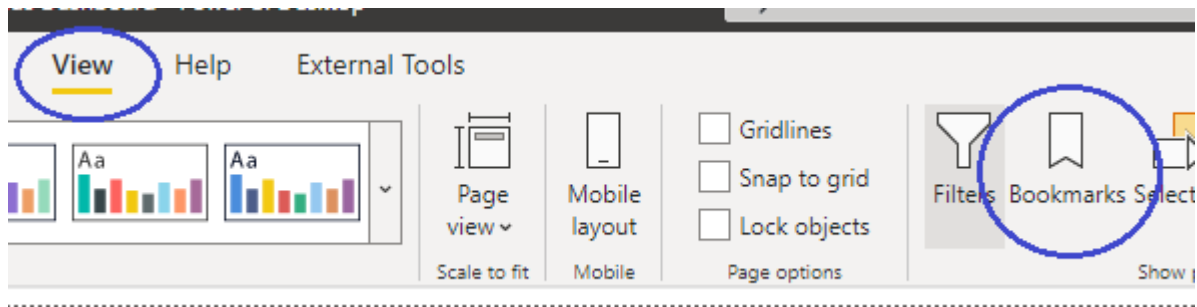 View Help External Tools
Aa Aa
Gridlines
Snap to grid
Lock objects
Page view
Mobile layout
Filters Bookmarks
Scale to fit Mobile Page options Show